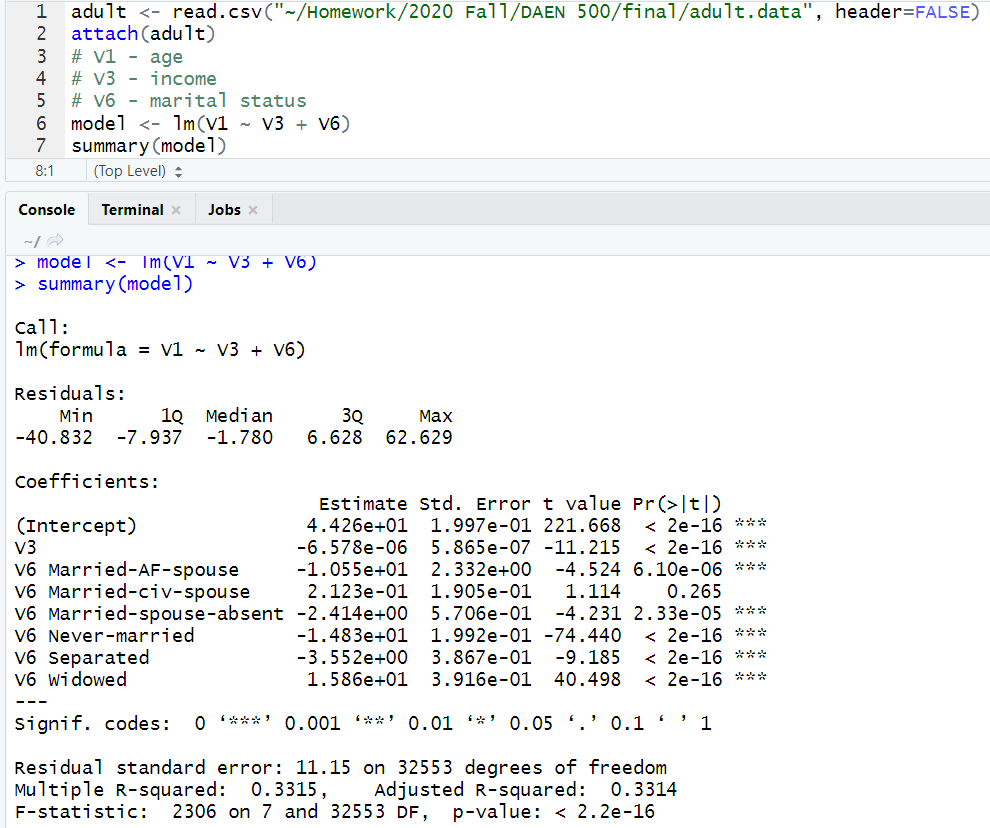 1 adult <- read.csv("~/Homework/2020 Fall/DAEN 500/final/adult.data", header=FALSE)
2 attach(adult)
3 # V1 - age
4 # V3 - income
5 # V6 - marital status
6 model <- lm(V1 ~ V3 + V6)
7 summary(model)
8:1 (Top Level)
Console Terminal × Jobs ×
~/
> model <- lm(V1 ~ V3 + V6)
> summary(model)
Call:
lm(formula = V1 ~ V3 + V6)
Residuals:
Min 1Q Median 3Q Max
-40.832 -7.937 -1.780 6.628 62.629
Coefficients:
Estimate Std. Error t value Pr(>|t|)
(Intercept) 4.426e+01 1.997e-01 221.668 < 2e-16 ***
V3 -6.578e-06 5.865e-07 -11.215 < 2e-16 ***
V6 Married-AF-spouse -1.055e+01 2.332e+00 -4.524 6.10e-06 ***
V6 Married-civ-spouse 2.123e-01 1.905e-01 1.114 0.265
V6 Married-spouse-absent -2.414e+00 5.706e-01 -4.231 2.33e-05 ***
V6 Never-married -1.483e+01 1.992e-01 -74.440 < 2e-16 ***
V6 Separated -3.552e+00 3.867e-01 -9.185 < 2e-16 ***
V6 Widowed 1.586e+01 3.916e-01 40.498 < 2e-16 ***
---
Signif. codes: 0 ‘***’ 0.001 ‘**’ 0.01 ‘*’ 0.05 ‘.’ 0.1 ‘ ’ 1
Residual standard error: 11.15 on 32553 degrees of freedom
Multiple R-squared: 0.3315, Adjusted R-squared: 0.3314
F-statistic: 2306 on 7 and 32553 DF, p-value: < 2.2e-16